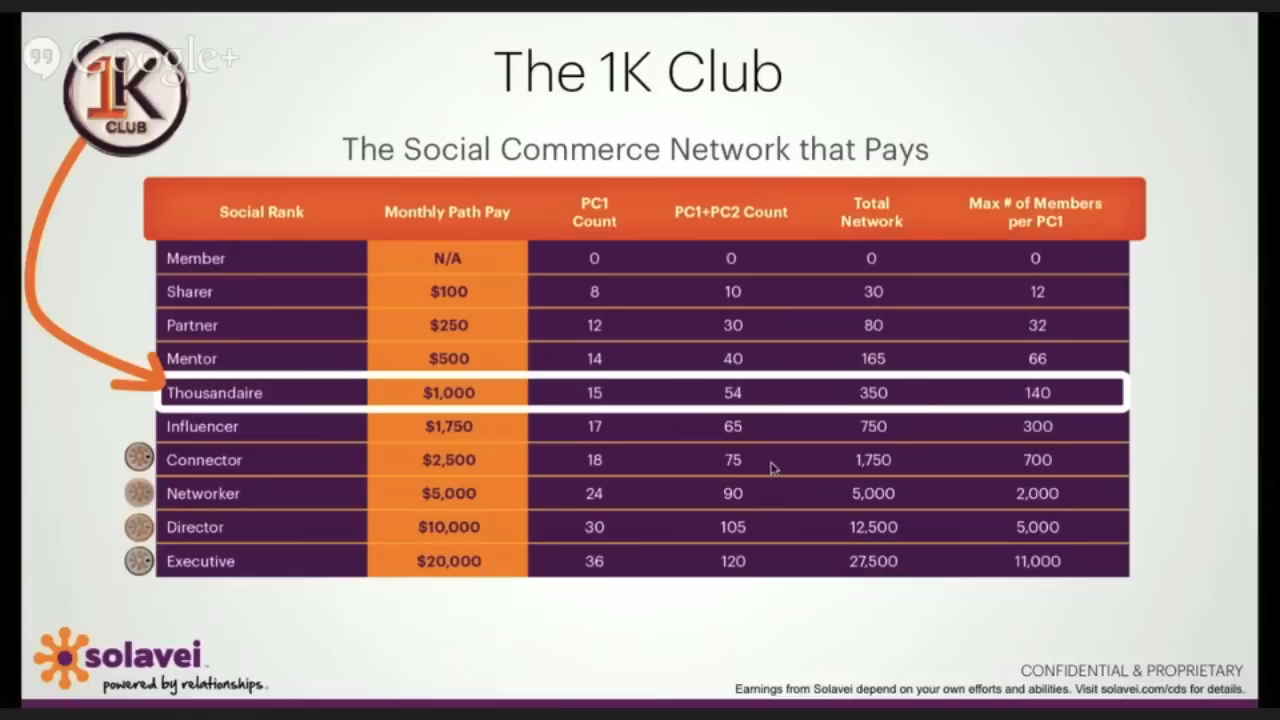 Google+
1K
CLUB
The 1K Club
The Social Commerce Network that Pays
Social Rank Monthly Path Pay PC1 Count PC1+PC2 Count Total Network Max # of Members per PC1
Member N/A 0 0 0 0
Sharer $100 8 10 30 12
Partner $250 12 30 80 32
Mentor $500 14 40 165 66
Thousandaire $1,000 15 54 350 140
Influencer $1,750 17 65 750 300
Connector $2,500 18 75 1,750 700
Networker $5,000 24 90 5,000 2,000
Director $10,000 30 105 12,500 5,000
Executive $20,000 36 120 27,500 11,000
solavei
powered by relationships.
CONFIDENTIAL & PROPRIETARY
Earnings from Solavei depend on your own efforts and abilities. Visit solavei.com/cds for details.